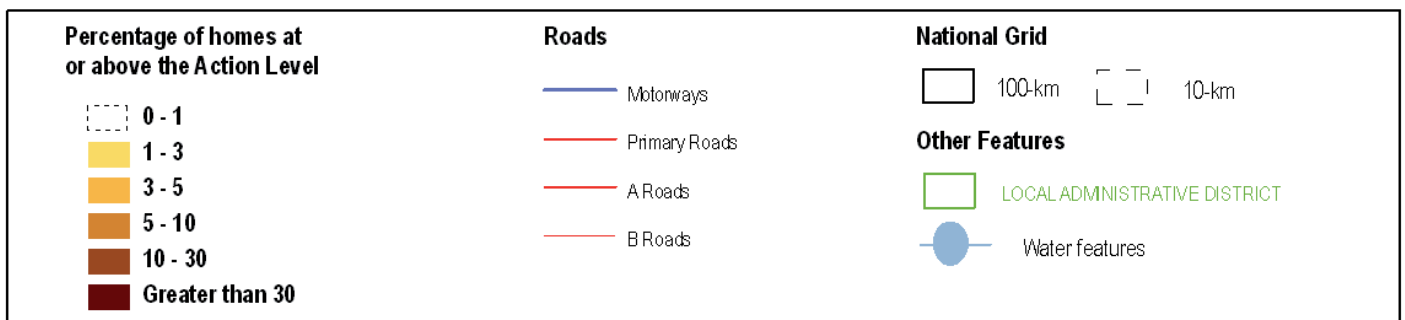 Percentage of homes at
or above the Action Level
0 - 1
1 - 3
3 - 5
5 - 10
10 - 30
Greater than 30
Roads
Motorways
Primary Roads
A Roads
B Roads
National Grid
100-km
10-km
Other Features
LOCAL ADMINISTRATIVE DISTRICT
Water features